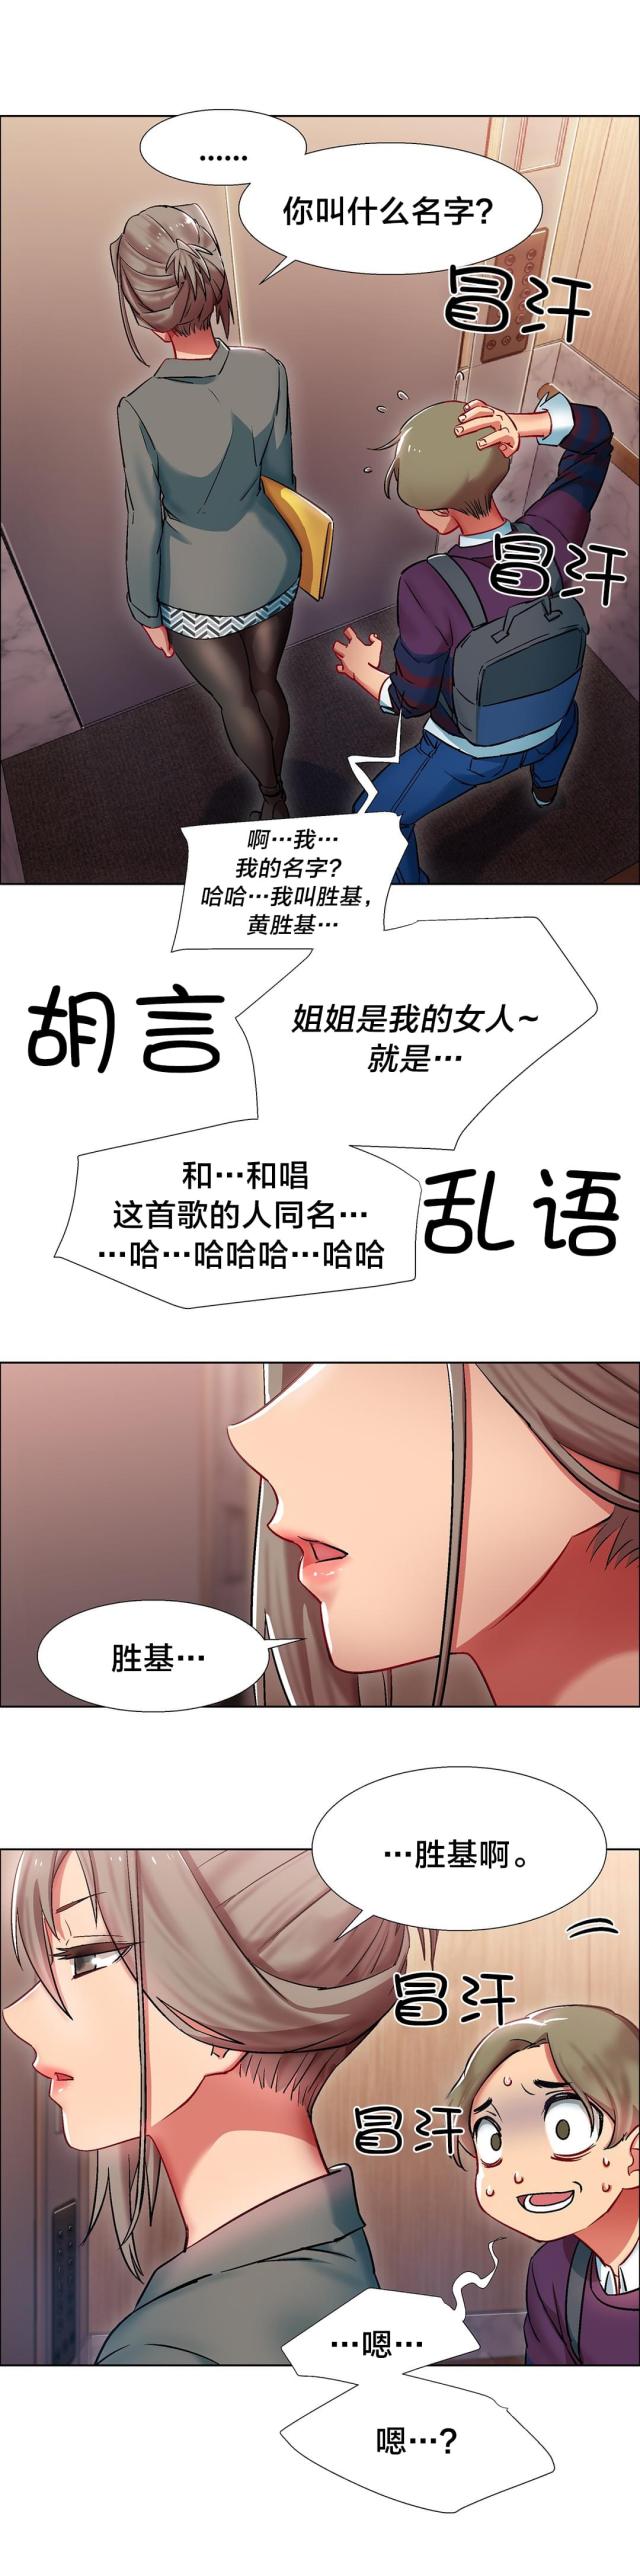 ……
你叫什么名字?
冒汗
冒汗
啊…我…
我的名字?
哈哈…我叫胜基,
黄胜基…
胡言
姐姐是我的女人~
就是…
和…和唱
这首歌的人同名…
…哈…哈哈哈…哈哈
乱语
胜基…
…胜基啊。
冒汗
冒汗
…嗯…
嗯…?